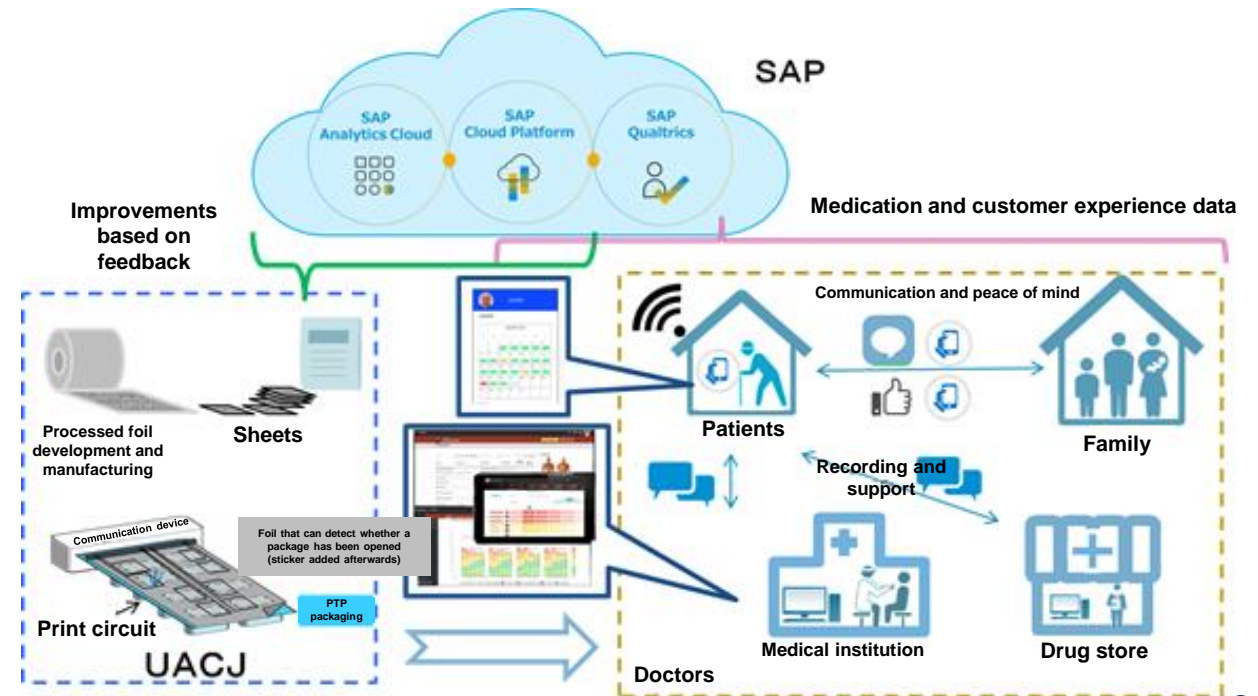 SAP
SAP
Analytics Cloud
SAP
Cloud Platform
SAP
Qualtrics
Improvements
based on
feedback
Medication and customer experience data
Processed foil
development and
manufacturing
Sheets
Communication device
Foil that can detect whether a
package has been opened
(sticker added afterwards)
PTP
packaging
Print circuit
UACJ
Communication and peace of mind
Patients
Family
Recording and
support
Medical institution
Drug store
Doctors